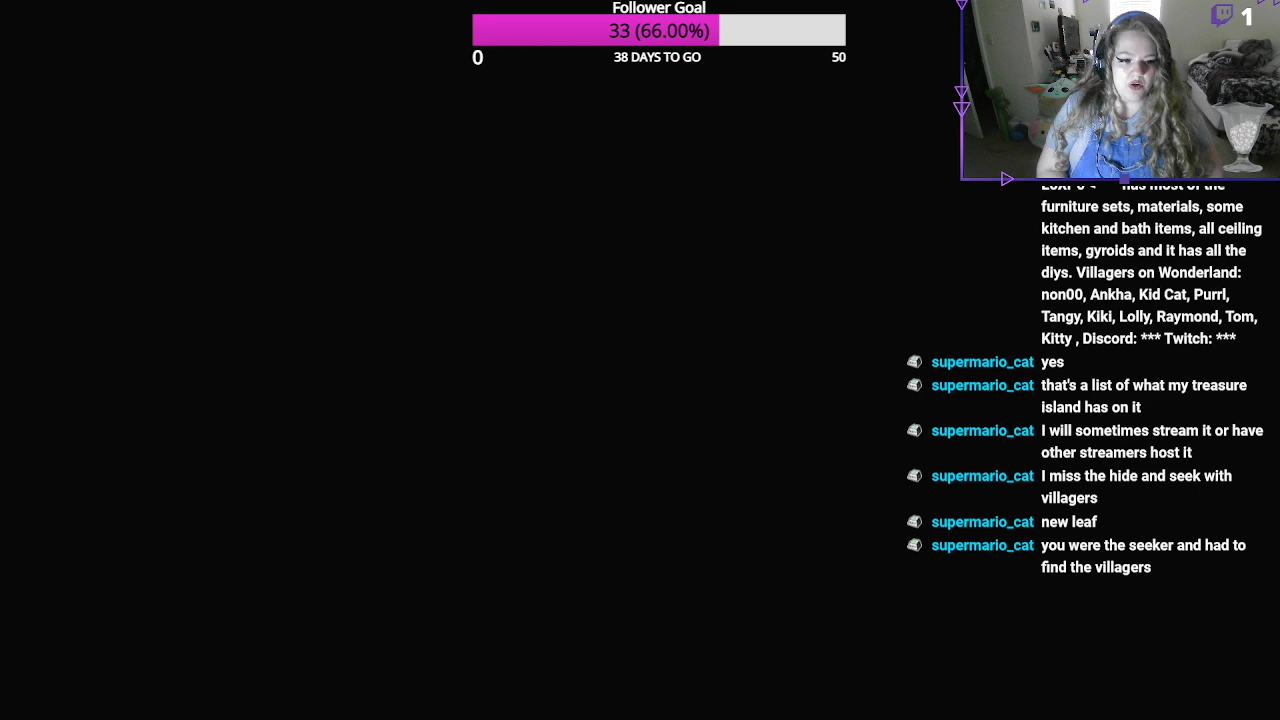 Follower Goal
33 (66.00%)
0
38 DAYS TO GO
50
1
has most of the
furniture sets, materials, some
kitchen and bath items, all ceiling
items, gyroids and it has all the
diys. Villagers on Wonderland:
non00, Ankha, Kid Cat, Purrl,
Tangy, Kiki, Lolly, Raymond, Tom,
Kitty , Discord: *** Twitch: ***
supermario_cat yes
supermario_cat that's a list of what my treasure
island has on it
supermario_cat I will sometimes stream it or have
other streamers host it
supermario_cat I miss the hide and seek with
villagers
supermario_cat new leaf
supermario_cat you were the seeker and had to
find the villagers